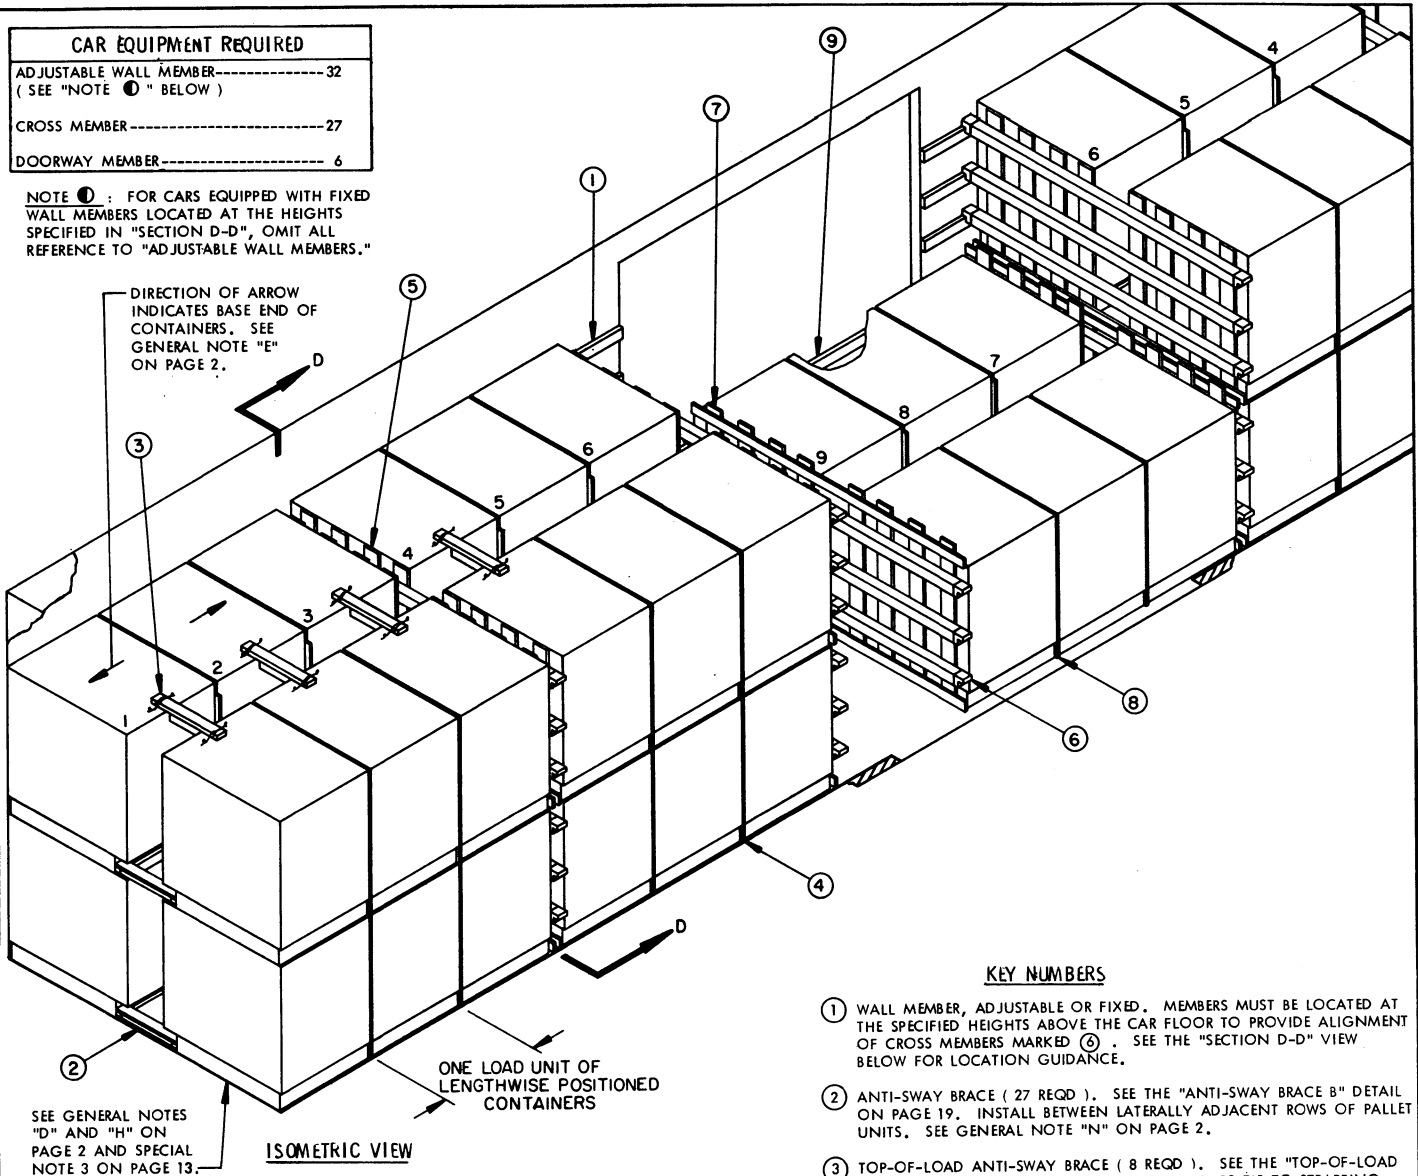 CAR EQUIPMENT REQUIRED
ADJUSTABLE WALL MEMBER--------------- 32
( SEE "NOTE ◐ " BELOW )
CROSS MEMBER-------------------------- 27
DOORWAY MEMBER---------------------- 6
NOTE ◐ : FOR CARS EQUIPPED WITH FIXED
WALL MEMBERS LOCATED AT THE HEIGHTS
SPECIFIED IN "SECTION D-D", OMIT ALL
REFERENCE TO "ADJUSTABLE WALL MEMBERS."
DIRECTION OF ARROW
INDICATES BASE END OF
CONTAINERS. SEE
GENERAL NOTE "E"
ON PAGE 2.
D
3
5
1
7
9
4
5
6
7
8
9
6
5
4
3
2
1
8
6
4
D
2
ONE LOAD UNIT OF
LENGTHWISE POSITIONED
CONTAINERS
SEE GENERAL NOTES
"D" AND "H" ON
PAGE 2 AND SPECIAL
NOTE 3 ON PAGE 13.
ISOMETRIC VIEW
KEY NUMBERS
① WALL MEMBER, ADJUSTABLE OR FIXED. MEMBERS MUST BE LOCATED AT
THE SPECIFIED HEIGHTS ABOVE THE CAR FLOOR TO PROVIDE ALIGNMENT
OF CROSS MEMBERS MARKED ⑥ . SEE THE "SECTION D-D" VIEW
BELOW FOR LOCATION GUIDANCE.
② ANTI-SWAY BRACE ( 27 REQD ). SEE THE "ANTI-SWAY BRACE B" DETAIL
ON PAGE 19. INSTALL BETWEEN LATERALLY ADJACENT ROWS OF PALLET
UNITS. SEE GENERAL NOTE "N" ON PAGE 2.
③ TOP-OF-LOAD ANTI-SWAY BRACE ( 8 REQD ). SEE THE "TOP-OF-LOAD